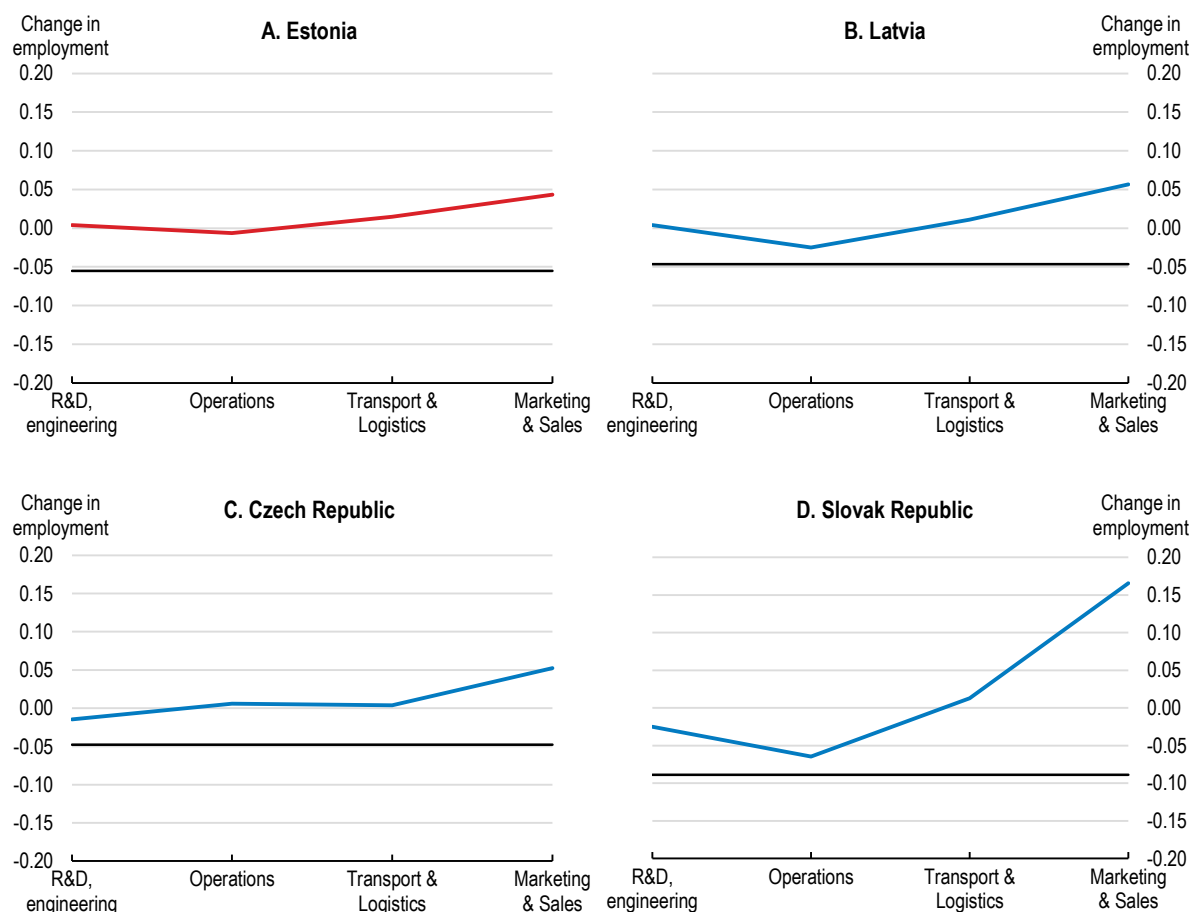 Change in
employment
A. Estonia
0.20
0.15
0.10
0.05
0.00
-0.05
-0.10
-0.15
-0.20
R&D,
engineering
Operations
Transport &
Logistics
Marketing
& Sales
B. Latvia
Change in
employment
0.20
0.15
0.10
0.05
0.00
-0.05
-0.10
-0.15
-0.20
R&D,
engineering
Operations
Transport &
Logistics
Marketing
& Sales
Change in
employment
C. Czech Republic
0.20
0.15
0.10
0.05
0.00
-0.05
-0.10
-0.15
-0.20
R&D,
engineering
Operations
Transport &
Logistics
Marketing
& Sales
D. Slovak Republic
Change in
employment
0.20
0.15
0.10
0.05
0.00
-0.05
-0.10
-0.15
-0.20
R&D,
engineering
Operations
Transport &
Logistics
Marketing
& Sales